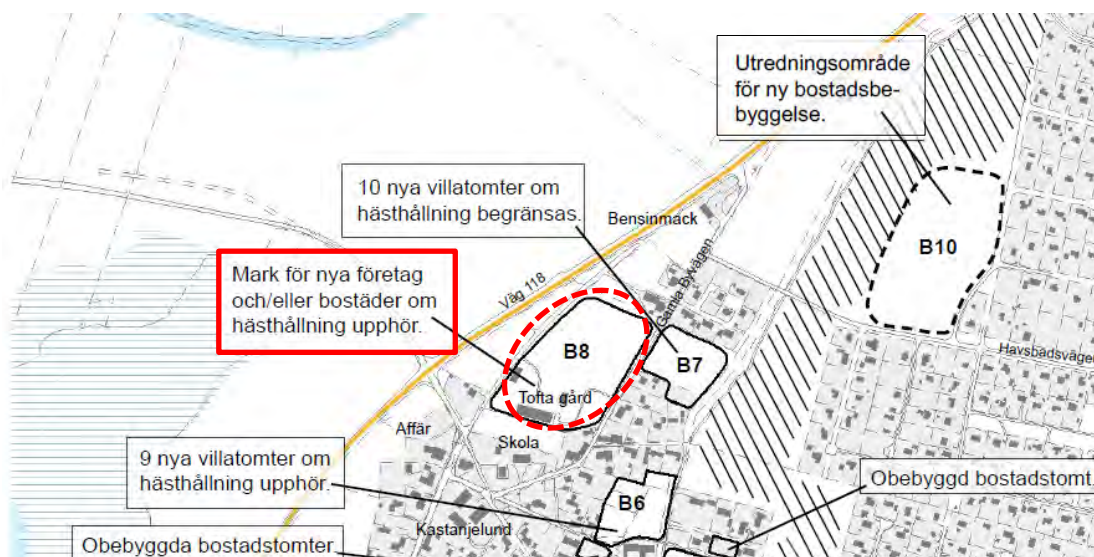 Utredningsområde
för ny bostadsbe-
byggelse.
10 nya villatomter om
hästhållning begränsas.
Bensinmack
B10
Mark för nya företag
och/eller bostäder om
hästhållning upphör.
Väg 118
Gamla Byvägen
B8
B7
Havsbadsvägen
Tofta gård
Affär
Skola
9 nya villatomter om
hästhållning upphör.
Obebyggd bostadstomt.
B6
Kastanjelund
Obebyggda bostadstomter